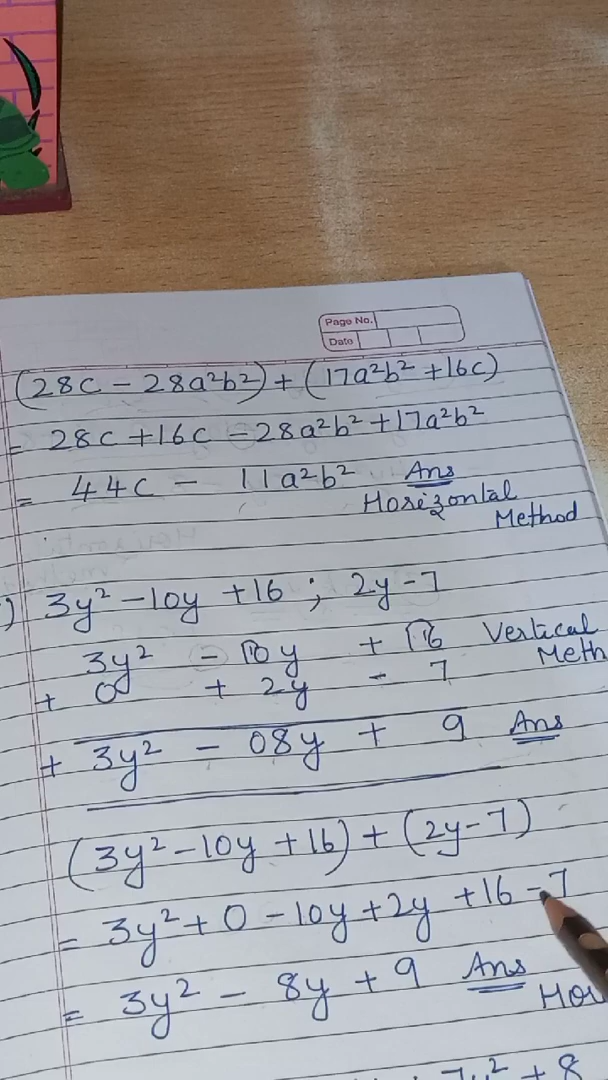 Page No.
Date
(28c - 28a²b²) + (17a²b² + 16c)
= 28c + 16c - 28a²b² + 17a²b²
= 44c - 11a²b² Ans
Horizontal
Method
) 3y² - 10y + 16 ; 2y - 7
3y² - 10y + 16 Vertical
Meth
+ 0 + 2y - 7
+ 3y² - 08y + 9 Ans
(3y² - 10y + 16) + (2y - 7)
= 3y² + 0 - 10y + 2y + 16 - 7
= 3y² - 8y + 9 Ans
Hor
² + 8